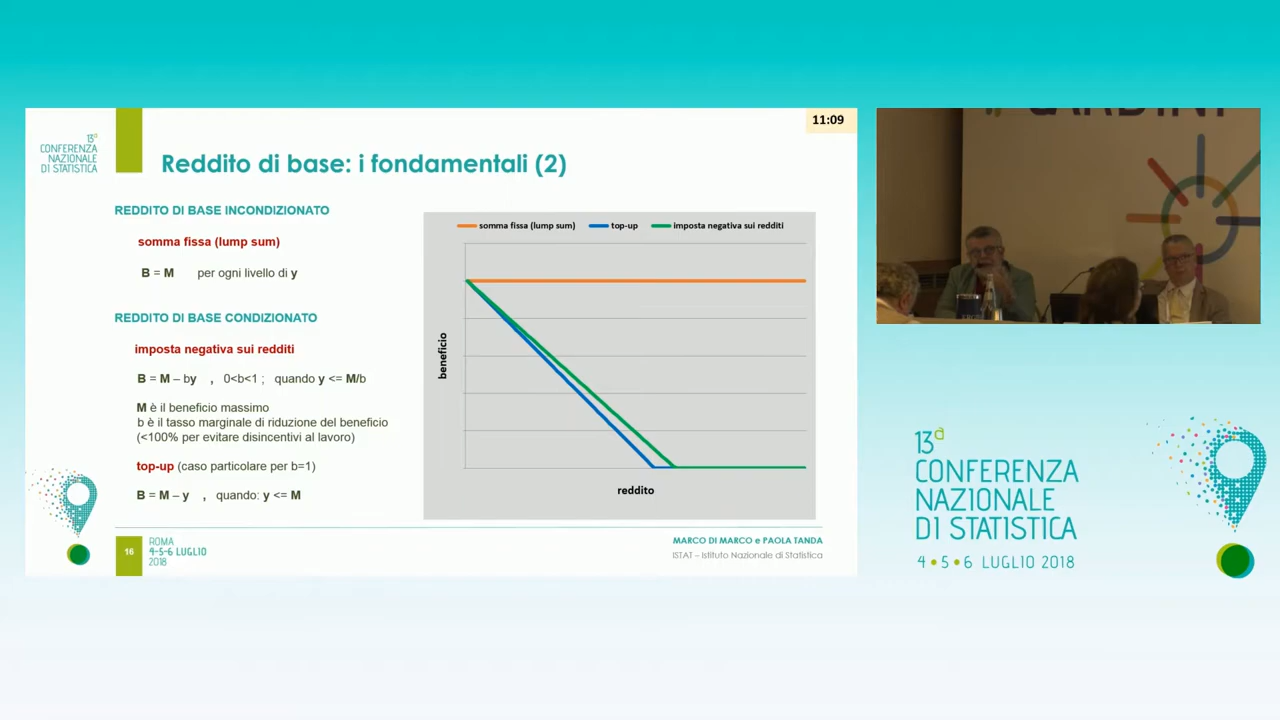 13a
CONFERENZA
NAZIONALE
DI STATISTICA
11:09
Reddito di base: i fondamentali (2)
REDDITO DI BASE INCONDIZIONATO
somma fissa (lump sum)
B = M per ogni livello di y
REDDITO DI BASE CONDIZIONATO
imposta negativa sui redditi
B = M – by , 0<b<1 ; quando y <= M/b
M è il beneficio massimo
b è il tasso marginale di riduzione del beneficio
(<100% per evitare disincentivi al lavoro)
top-up (caso particolare per b=1)
B = M – y , quando: y <= M
somma fissa (lump sum) top-up imposta negativa sui redditi
beneficio
reddito
16
ROMA
4-5-6 LUGLIO
2018
MARCO DI MARCO e PAOLA TANDA
ISTAT – Istituto Nazionale di Statistica
13a
CONFERENZA
NAZIONALE
DI STATISTICA
4•5•6 LUGLIO 2018